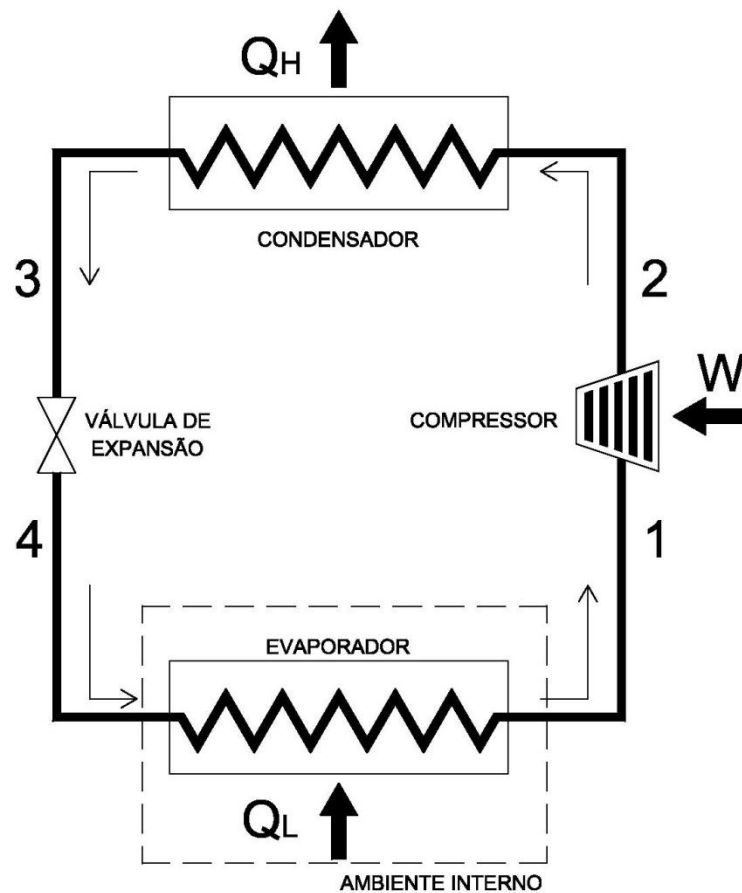 QH
CONDENSADOR
3
2
VÁLVULA DE
EXPANSÃO
COMPRESSOR
W
4
1
EVAPORADOR
QL
AMBIENTE INTERNO